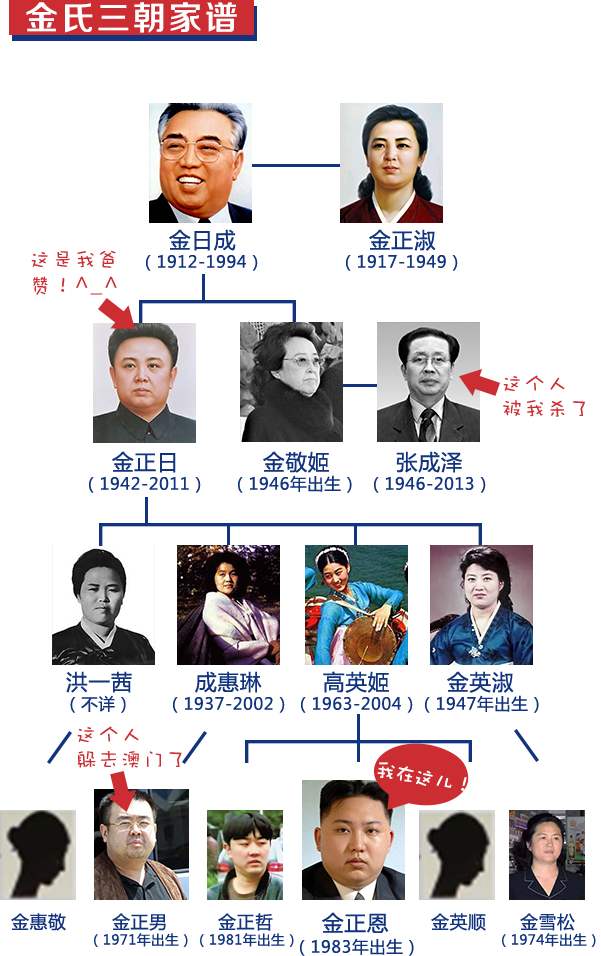 金氏三朝家谱
金日成
（1912-1994）
金正淑
（1917-1949）
这是我爸
赞！^_^
这个人
被我杀了
金正日
（1942-2011）
金敬姬
（1946年出生）
张成泽
（1946-2013）
洪一茜
（不详）
成惠琳
（1937-2002）
高英姬
（1963-2004）
金英淑
（1947年出生）
这个人
躲去澳门了
我在这儿！
金惠敬
金正男
（1971年出生）
金正哲
（1981年出生）
金正恩
（1983年出生）
金英顺
金雪松
（1974年出生）